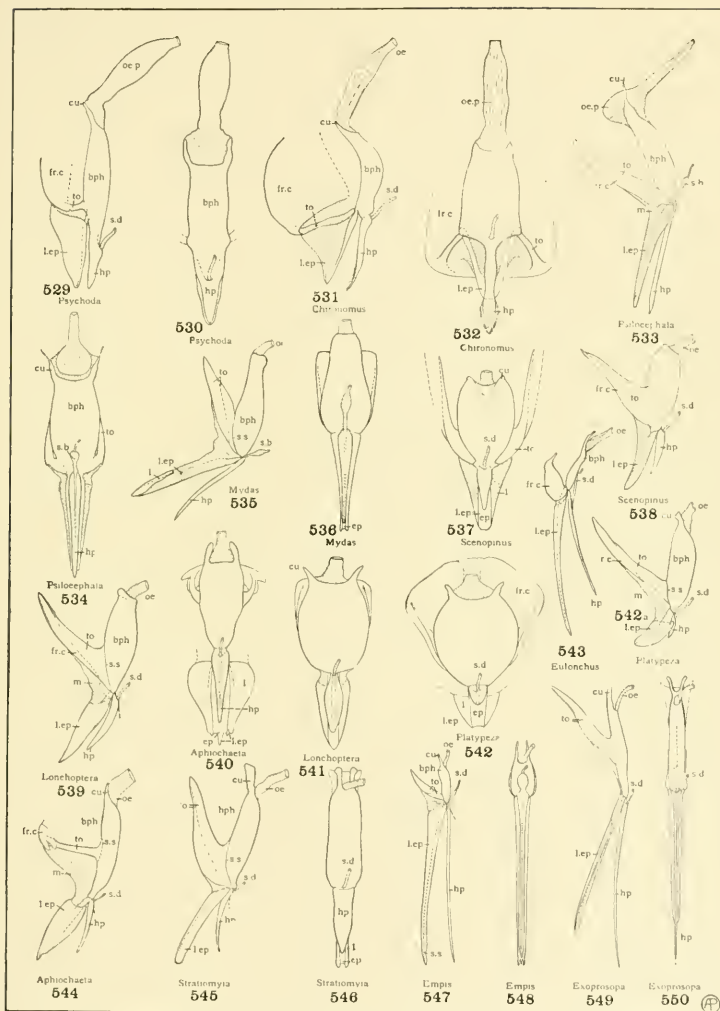 oe.p
cu
fr.c
bph
to
s.d
l.ep
hp
529
Psychoda
bph
hp
530
Psychoda
oe
cu
fr.c
bph
to
s.d
l.ep
hp
531
Chironomus
oe.p
fr.c
to
l.ep
hp
532
Chironomus
cu
oe.p
bph
to
fr.c
s.b
m
l.ep
hp
533
Psilocephala
cu
bph
s.b
to
hp
Psilocephala
534
oe
to
bph
s.s
s.b
l.ep
l
hp
Mydas
535
ep
536
Mydas
cu
s.d
l
l.ep
ep
537
Scenopinus
oe
fr.c
to
s.d
hp
l.ep
Scenopinus
538
oe
bph
fr.c
s.d
l.ep
hp
543
Eulonchus
cu
oe
to
bph
s.s
m
s.d
l.ep
hp
542a
Platypeza
oe
to
bph
fr.c
s.s
m
s.d
l
l.ep
hp
Lonchoptera
539
l
hp
ep
l.ep
Aphiochaeta
540
cu
Lonchoptera
541
fr.c
s.d
l
ep
l.ep
Platypeza
542
cu
oe
bph
fr.c
to
s.s
m
s.d
l.ep
hp
Aphiochaeta
544
cu
oe
hph
s.s
s.d
hp
l.ep
Stratiomyia
545
s.d
hp
l
ep
Stratiomyia
546
oe
cu
bph
to
s.d
l.ep
hp
s.s
Empis
547
Empis
548
cu
oe
to
s.d
l.ep
hp
Exoprosopa
549
s.d
hp
Exoprosopa
550
AP